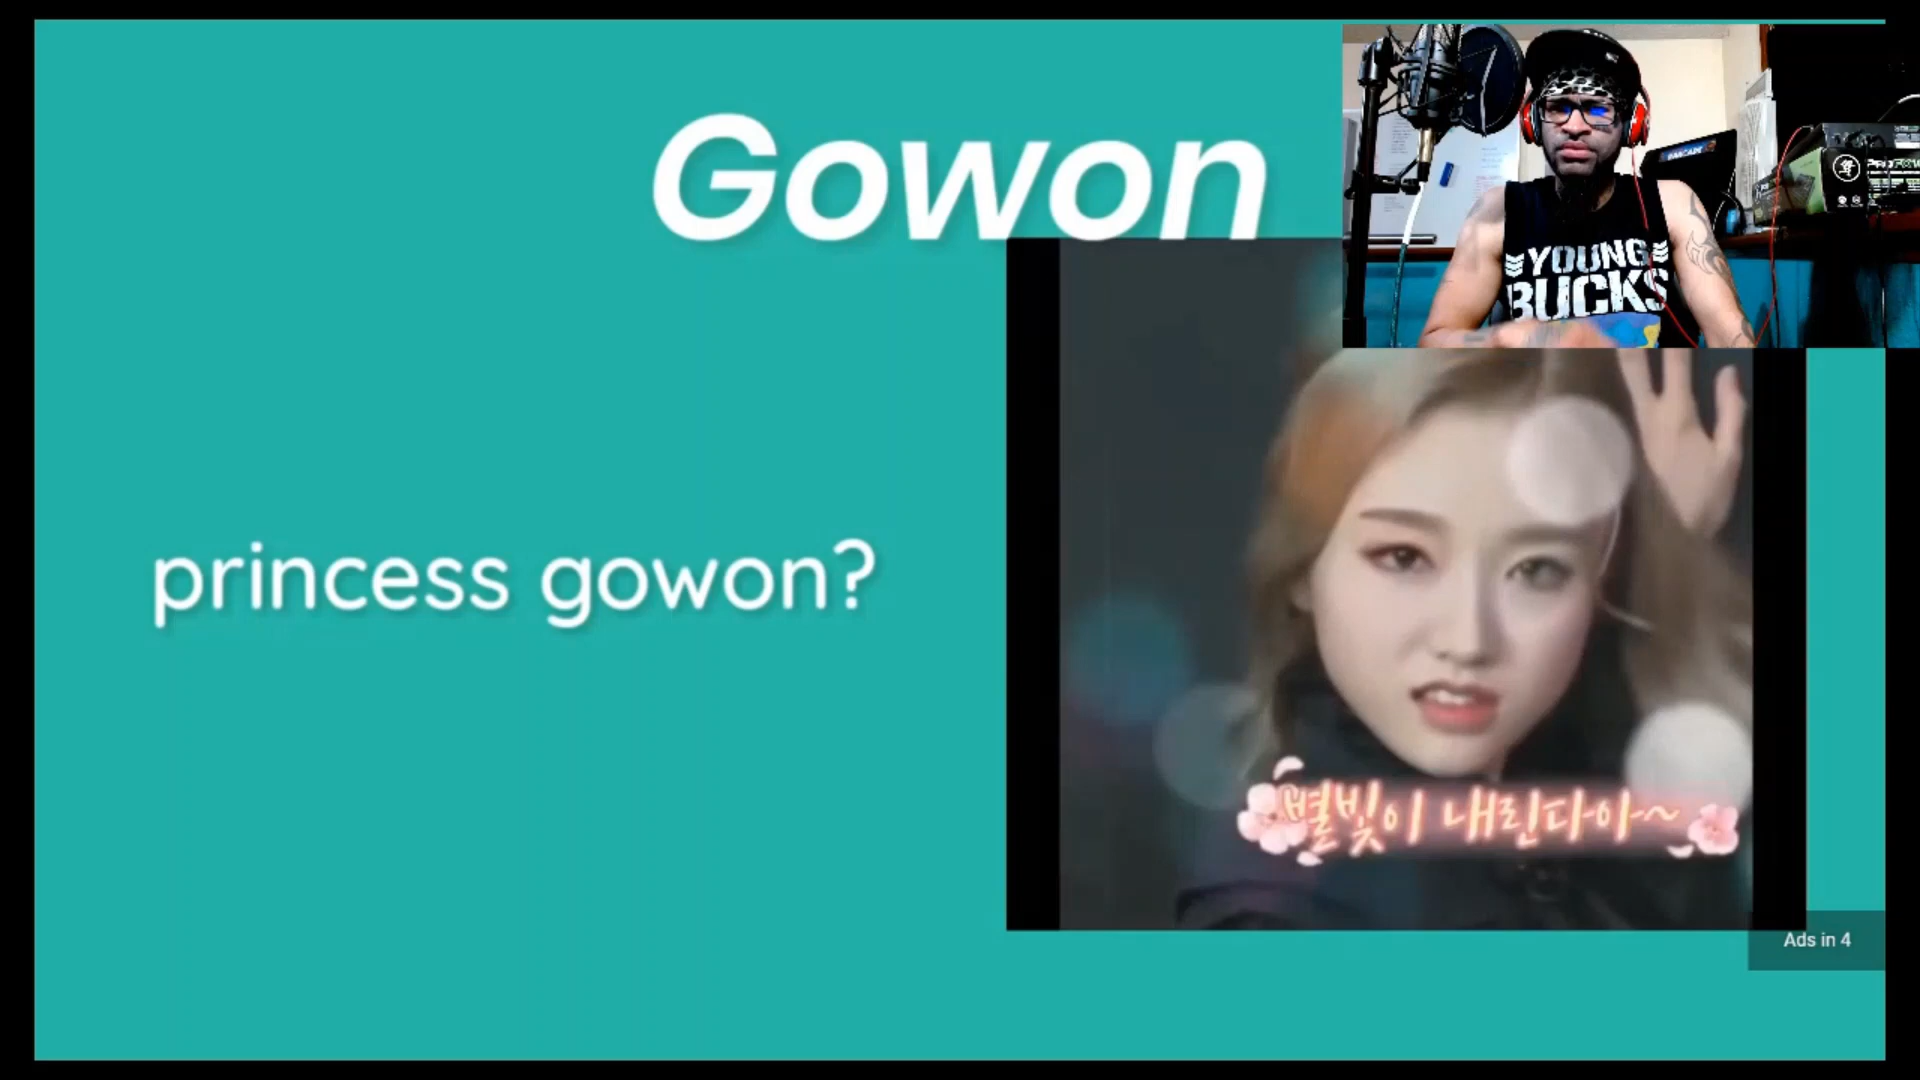 Gowon
princess gowon?
YOUNG
BUCKS
별빛이 내린다아~
Ads in 4